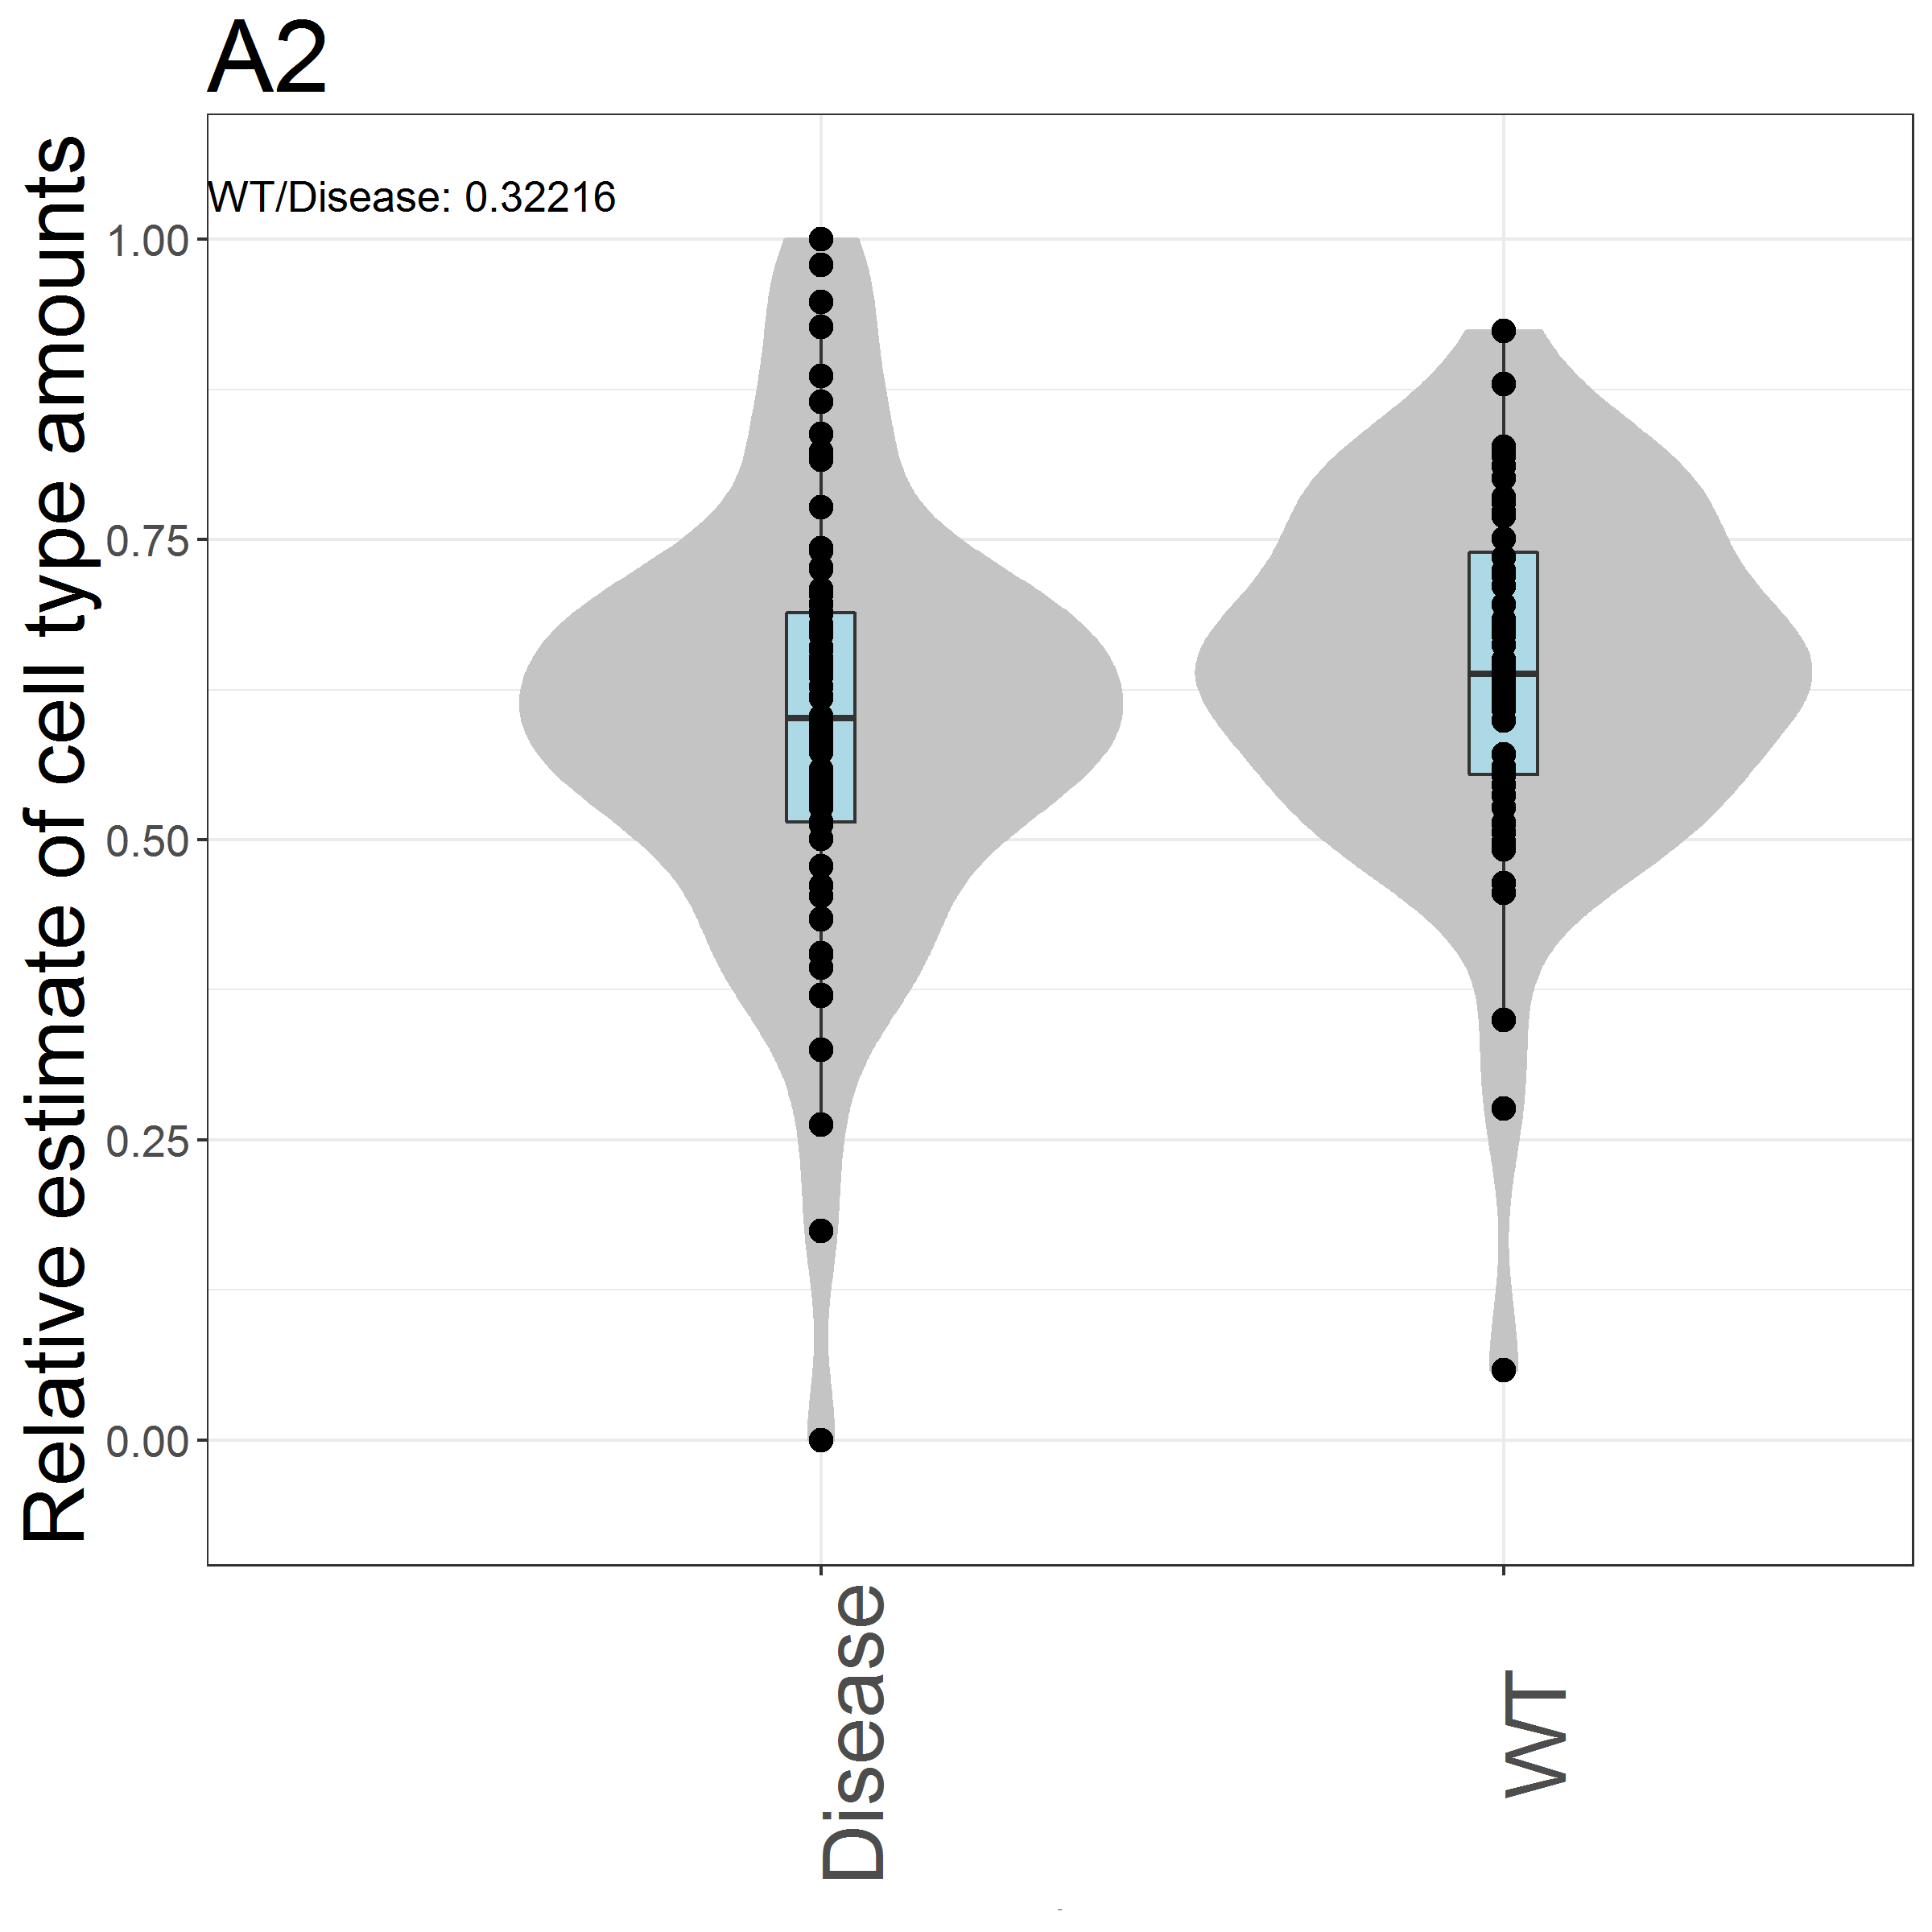 A2
WT/Disease: 0.32216
Relative estimate of cell type amounts
1.00
0.75
0.50
0.25
0.00
Disease
WT